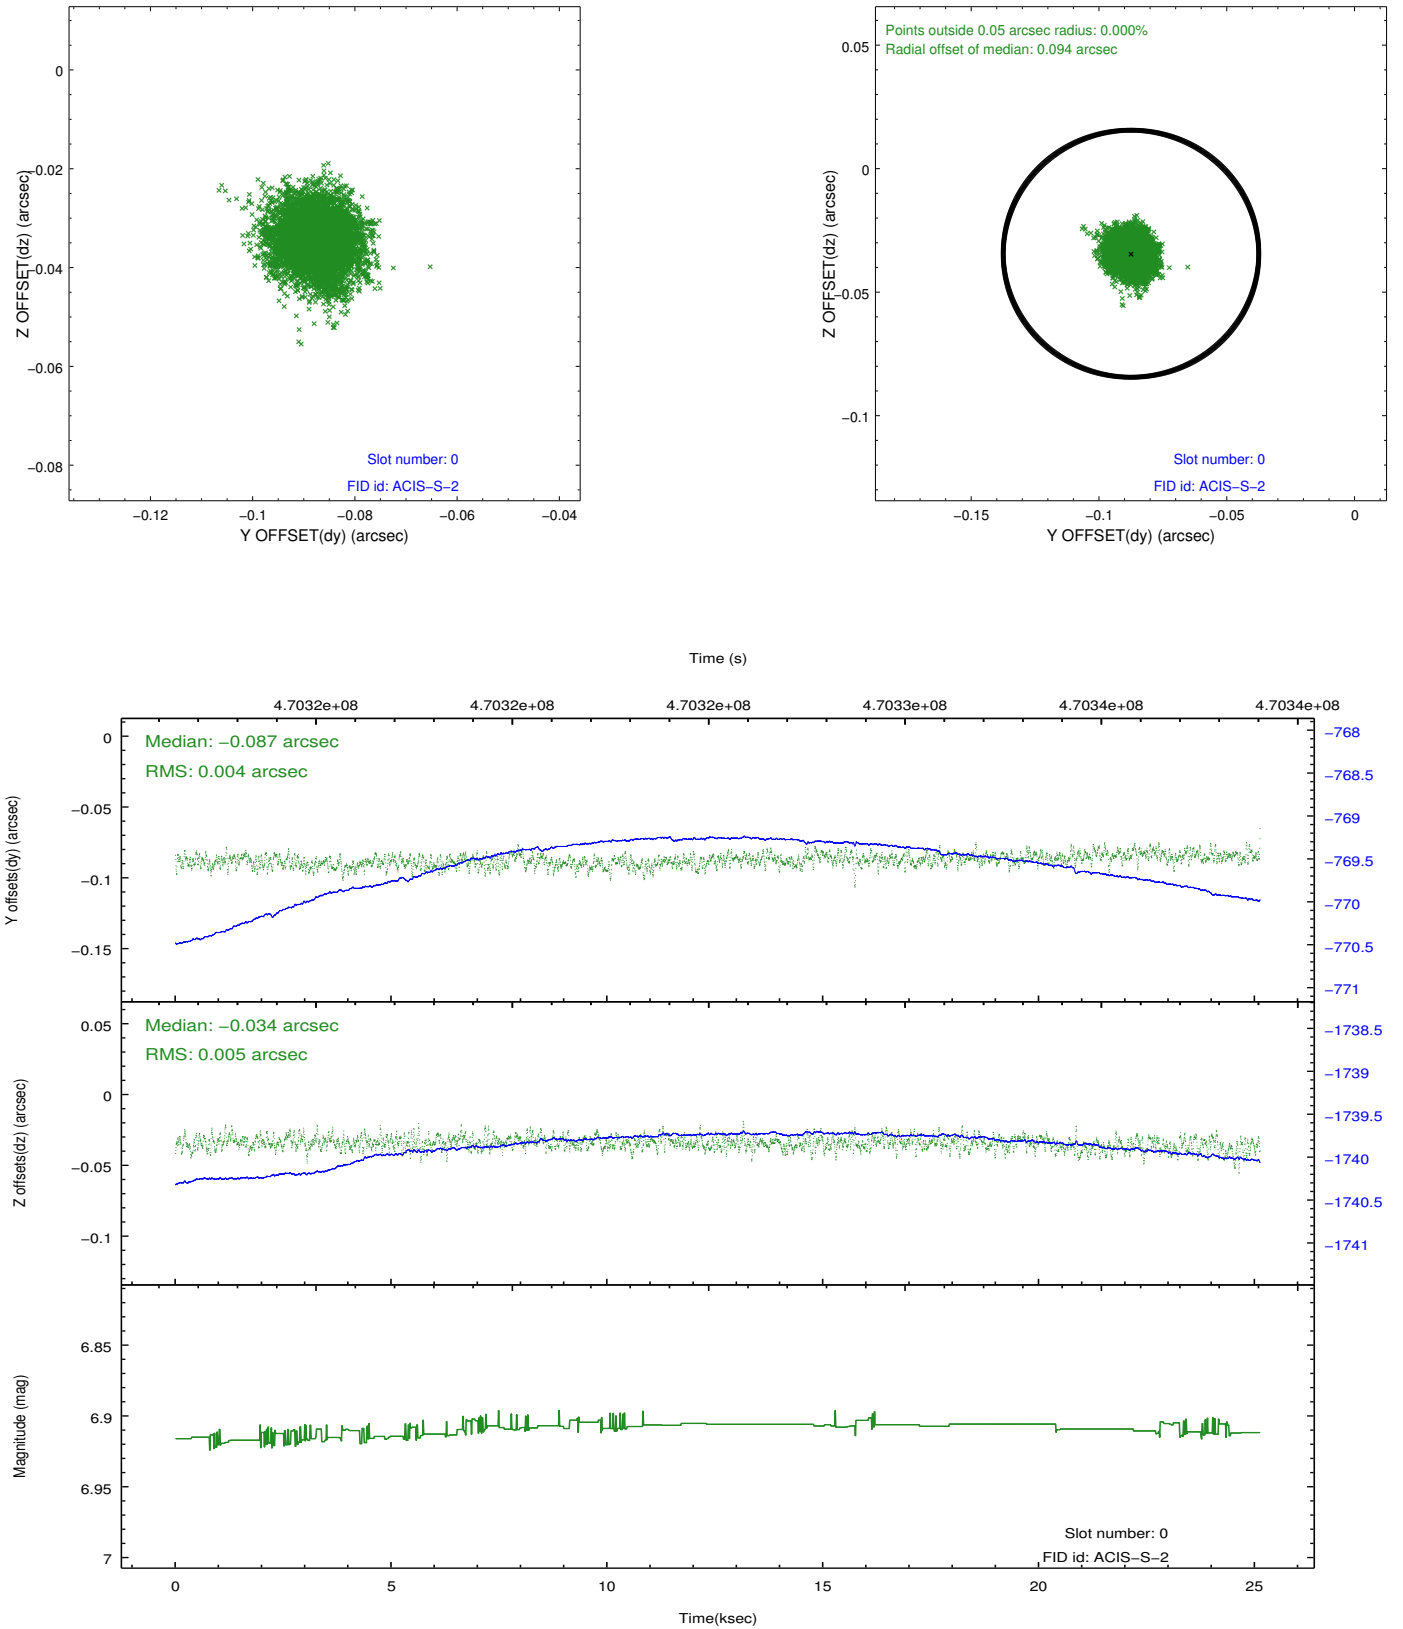 0
−0.02
−0.04
−0.06
−0.08
Z OFFSET(dz) (arcsec)
Slot number: 0
FID id: ACIS−S−2
−0.12
−0.1
−0.08
−0.06
−0.04
Y OFFSET(dy) (arcsec)
Points outside 0.05 arcsec radius: 0.000%
Radial offset of median: 0.094 arcsec
0.05
0
−0.05
−0.1
Z OFFSET(dz) (arcsec)
Slot number: 0
FID id: ACIS−S−2
−0.15
−0.1
−0.05
0
Y OFFSET(dy) (arcsec)
Time (s)
4.7032e+08
4.7032e+08
4.7032e+08
4.7033e+08
4.7034e+08
4.7034e+08
Median: −0.087 arcsec
RMS: 0.004 arcsec
0
−0.05
−0.1
−0.15
Y offsets(dy) (arcsec)
−768
−768.5
−769
−769.5
−770
−770.5
−771
Median: −0.034 arcsec
RMS: 0.005 arcsec
0.05
0
−0.05
−0.1
Z offsets(dz) (arcsec)
−1738.5
−1739
−1739.5
−1740
−1740.5
−1741
6.85
6.9
6.95
7
Magnitude (mag)
Slot number: 0
FID id: ACIS−S−2
0
5
10
15
20
25
Time(ksec)